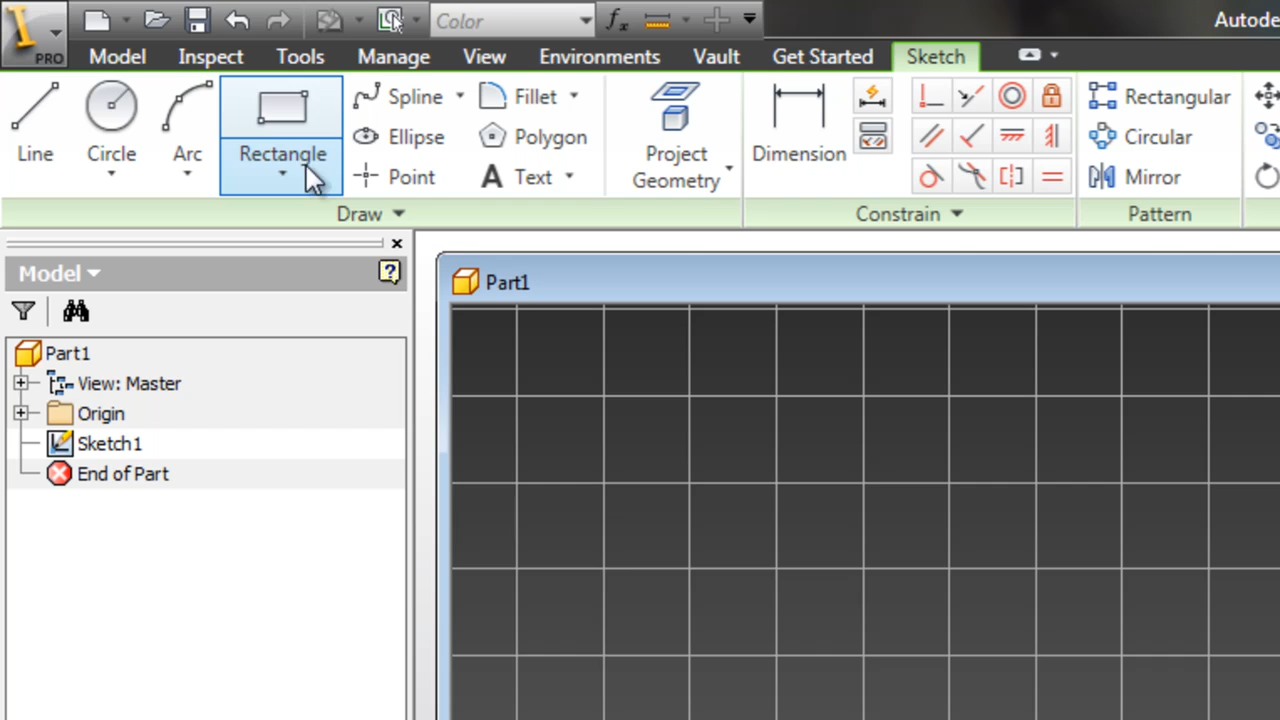 Color fx Autode
PRO Model Inspect Tools Manage View Environments Vault Get Started Sketch
Spline Fillet Rectangular
Ellipse Polygon Circular
Line Circle Arc Rectangle Project Geometry Dimension
Point A Text Mirror
Draw Constrain Pattern
Model
Part1
Part1
View: Master
Origin
Sketch1
End of Part